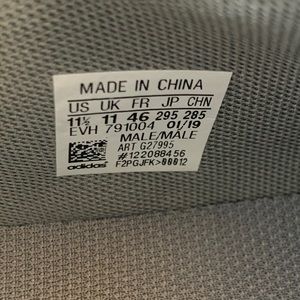 MADE IN CHINA
US UK FR JP CHN
11½ 11 46 295 285
EVH 791004 01/19
MALE/MALE
ART G27995
#122088456
adidas F2PGJFK>00012